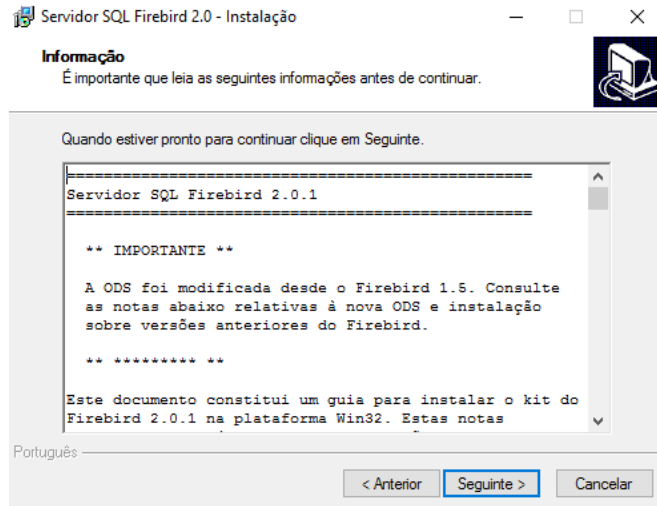 Servidor SQL Firebird 2.0 - Instalação
Informação
É importante que leia as seguintes informações antes de continuar.
Quando estiver pronto para continuar clique em Seguinte.
==================================================
Servidor SQL Firebird 2.0.1
==================================================
** IMPORTANTE **
A ODS foi modificada desde o Firebird 1.5. Consulte
as notas abaixo relativas à nova ODS e instalação
sobre versões anteriores do Firebird.
** ********* **
Este documento constitui um guia para instalar o kit do
Firebird 2.0.1 na plataforma Win32. Estas notas
Português
< Anterior
Seguinte >
Cancelar